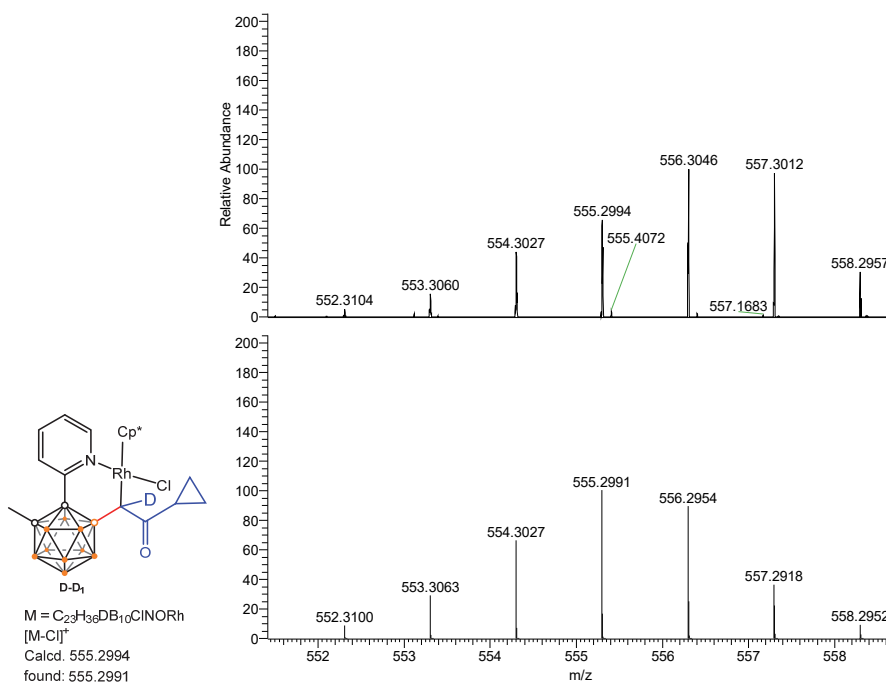 200
180
160
140
120
100
80
60
40
20
0
Relative Abundance
552.3104
553.3060
554.3027
555.2994
555.4072
556.3046
557.1683
557.3012
558.2957
200
180
160
140
120
100
80
60
40
20
0
552.3100
553.3063
554.3027
555.2991
556.2954
557.2918
558.2952
552 553 554 555 556 557 558
m/z
Cp*
N
Rh
Cl
D
O
D-D₁
M = C₂₃H₃₆DB₁₀ClNORh
[M-Cl]⁺
Calcd. 555.2994
found: 555.2991